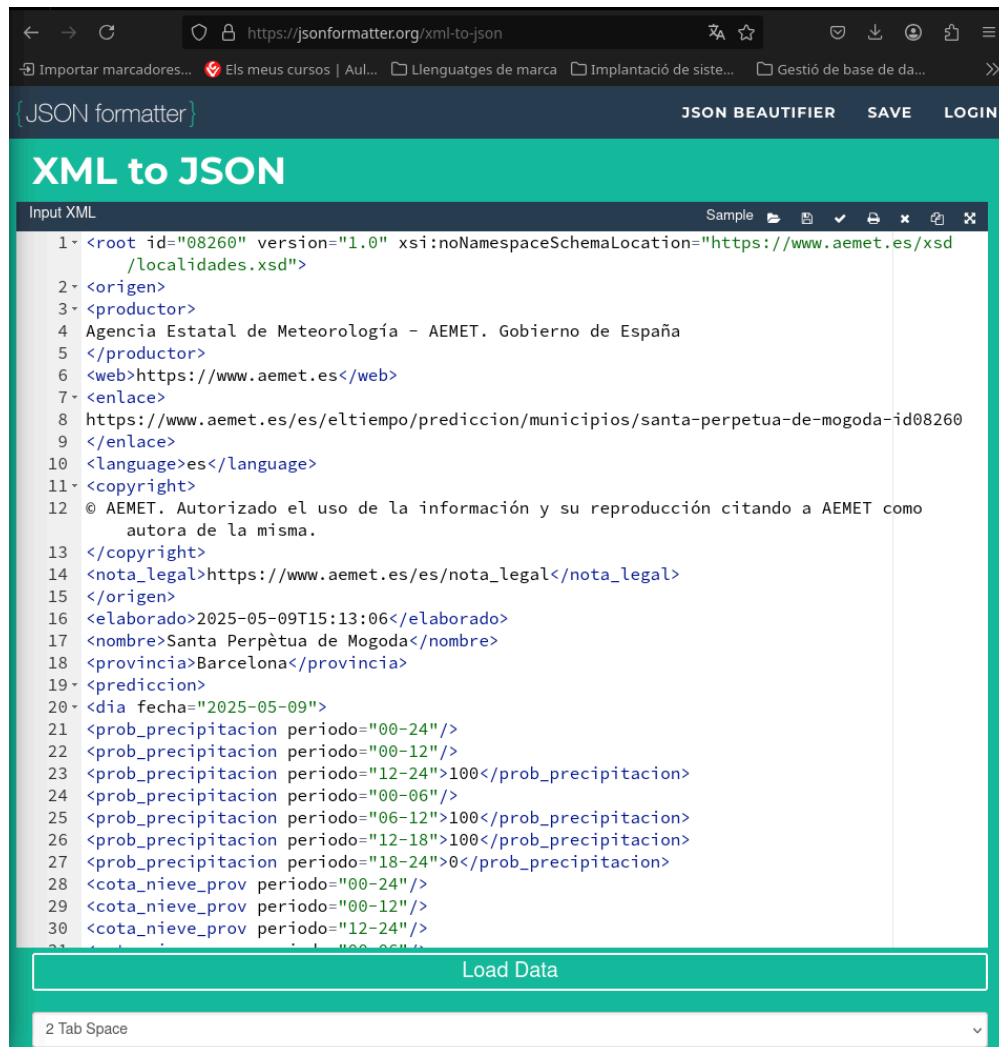 https://jsonformatter.org/xml-to-json
Importar marcadores... Els meus cursos | Aul... Llenguatges de marca Implantació de siste... Gestió de base de da...
{JSON formatter} JSON BEAUTIFIER SAVE LOGIN
XML to JSON
Input XML Sample
1 <root id="08260" version="1.0" xsi:noNamespaceSchemaLocation="https://www.aemet.es/xsd
/localidades.xsd">
2 <origen>
3 <productor>
4 Agencia Estatal de Meteorología - AEMET. Gobierno de España
5 </productor>
6 <web>https://www.aemet.es</web>
7 <enlace>
8 https://www.aemet.es/es/eltiempo/prediccion/municipios/santa-perpetua-de-mogoda-id08260
9 </enlace>
10 <language>es</language>
11 <copyright>
12 © AEMET. Autorizado el uso de la información y su reproducción citando a AEMET como
autora de la misma.
13 </copyright>
14 <nota_legal>https://www.aemet.es/es/nota_legal</nota_legal>
15 </origen>
16 <elaborado>2025-05-09T15:13:06</elaborado>
17 <nombre>Santa Perpètua de Mogoda</nombre>
18 <provincia>Barcelona</provincia>
19 <prediccion>
20 <dia fecha="2025-05-09">
21 <prob_precipitacion periodo="00-24"/>
22 <prob_precipitacion periodo="00-12"/>
23 <prob_precipitacion periodo="12-24">100</prob_precipitacion>
24 <prob_precipitacion periodo="00-06"/>
25 <prob_precipitacion periodo="06-12">100</prob_precipitacion>
26 <prob_precipitacion periodo="12-18">100</prob_precipitacion>
27 <prob_precipitacion periodo="18-24">0</prob_precipitacion>
28 <cota_nieve_prov periodo="00-24"/>
29 <cota_nieve_prov periodo="00-12"/>
30 <cota_nieve_prov periodo="12-24"/>
Load Data
2 Tab Space